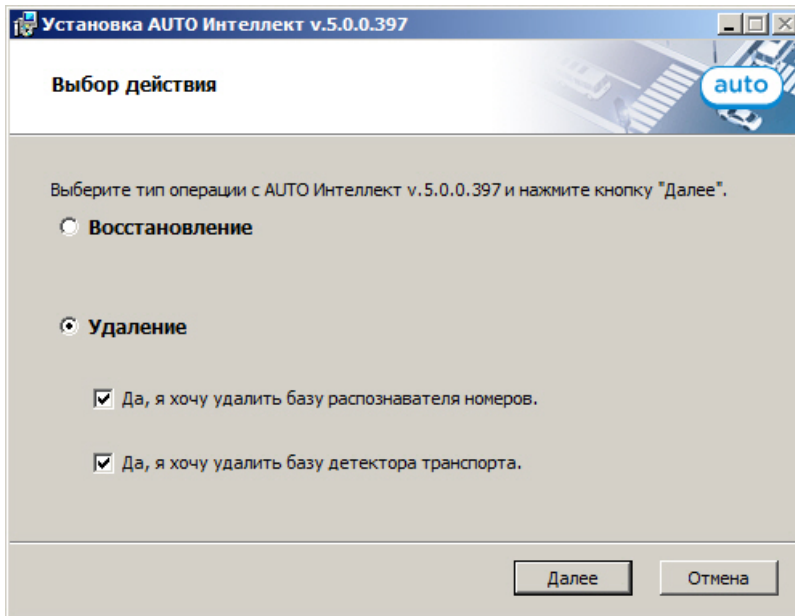 Установка AUTO Интеллект v.5.0.0.397
Выбор действия
auto
Выберите тип операции с AUTO Интеллект v.5.0.0.397 и нажмите кнопку "Далее".
Восстановление
Удаление
Да, я хочу удалить базу распознавателя номеров.
Да, я хочу удалить базу детектора транспорта.
Далее
Отмена